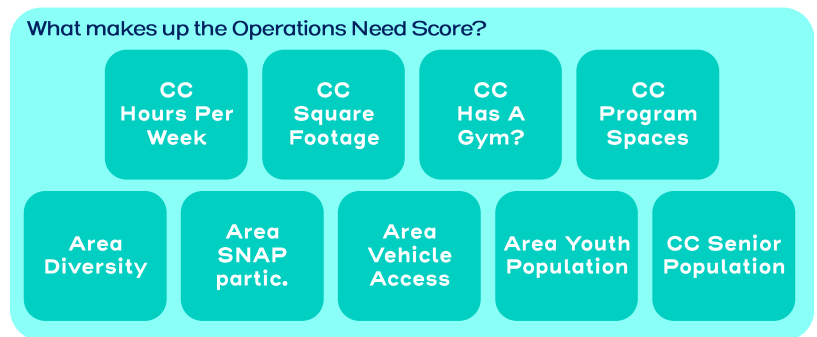 What makes up the Operations Need Score?
CC
Hours Per
Week
CC
Square
Footage
CC
Has A
Gym?
CC
Program
Spaces
Area
Diversity
Area
SNAP
partic.
Area
Vehicle
Access
Area Youth
Population
CC Senior
Population